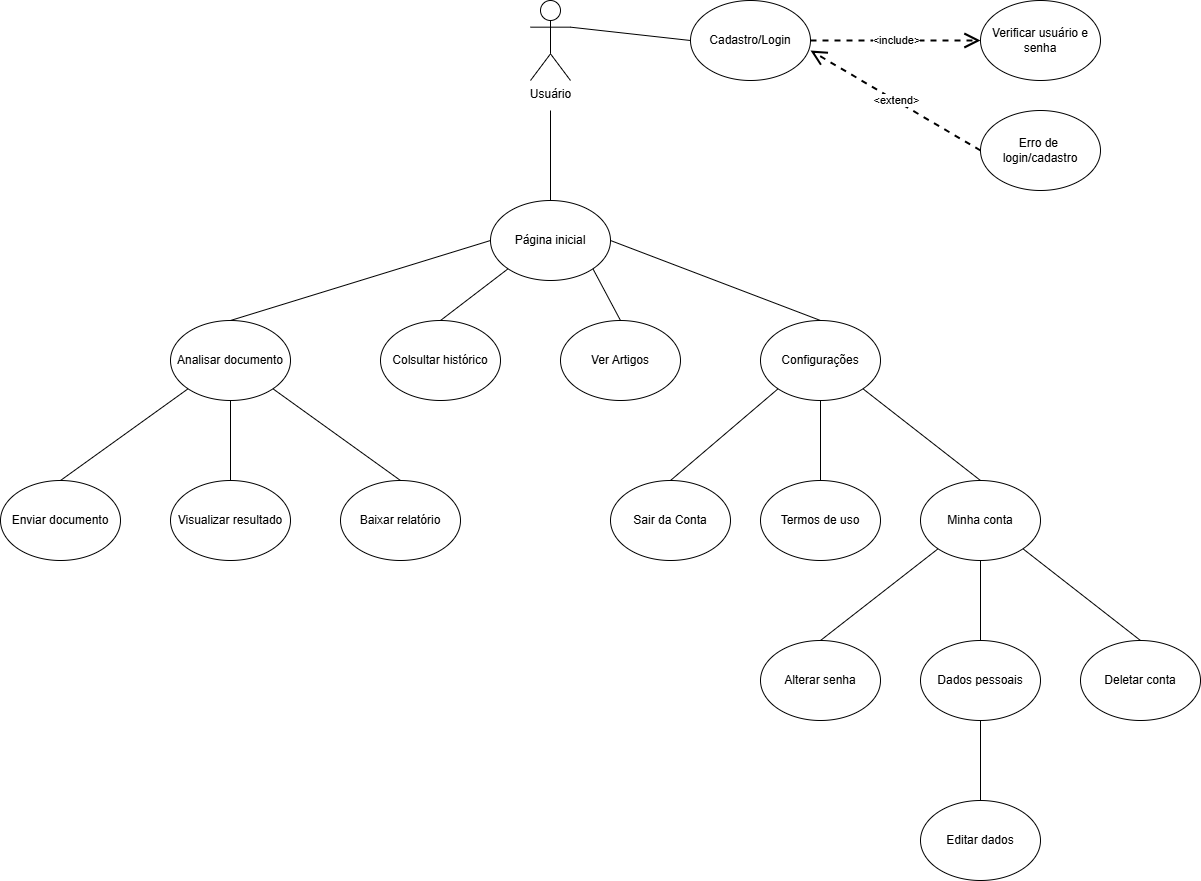 Cadastro/Login
<include>
Verificar usuário e
senha
<extend>
Usuário
Erro de
login/cadastro
Página inicial
Analisar documento
Colsultar histórico
Ver Artigos
Configurações
Enviar documento
Visualizar resultado
Baixar relatório
Sair da Conta
Termos de uso
Minha conta
Alterar senha
Dados pessoais
Deletar conta
Editar dados